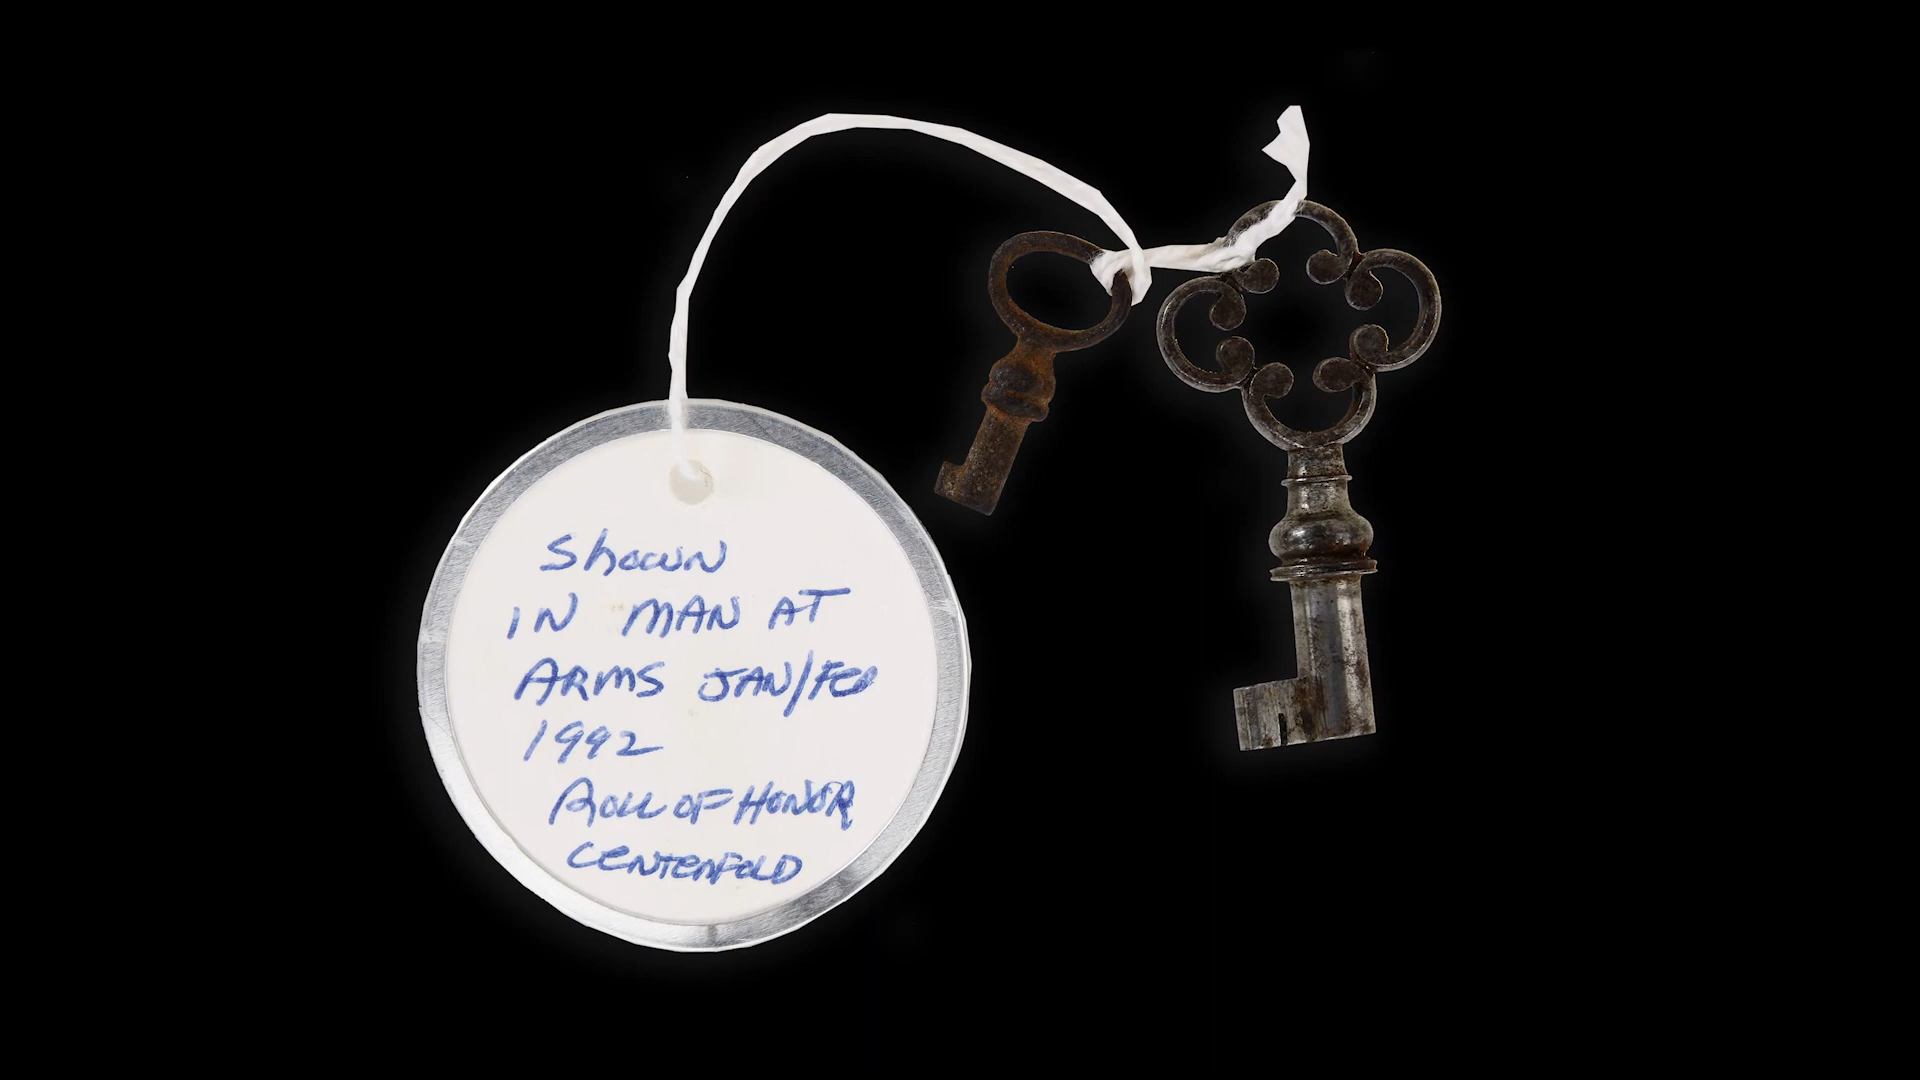 Shown
IN MAN AT
ARMS JAN/FEB
1992
ROLL OF HONOR
CENTERFOLD